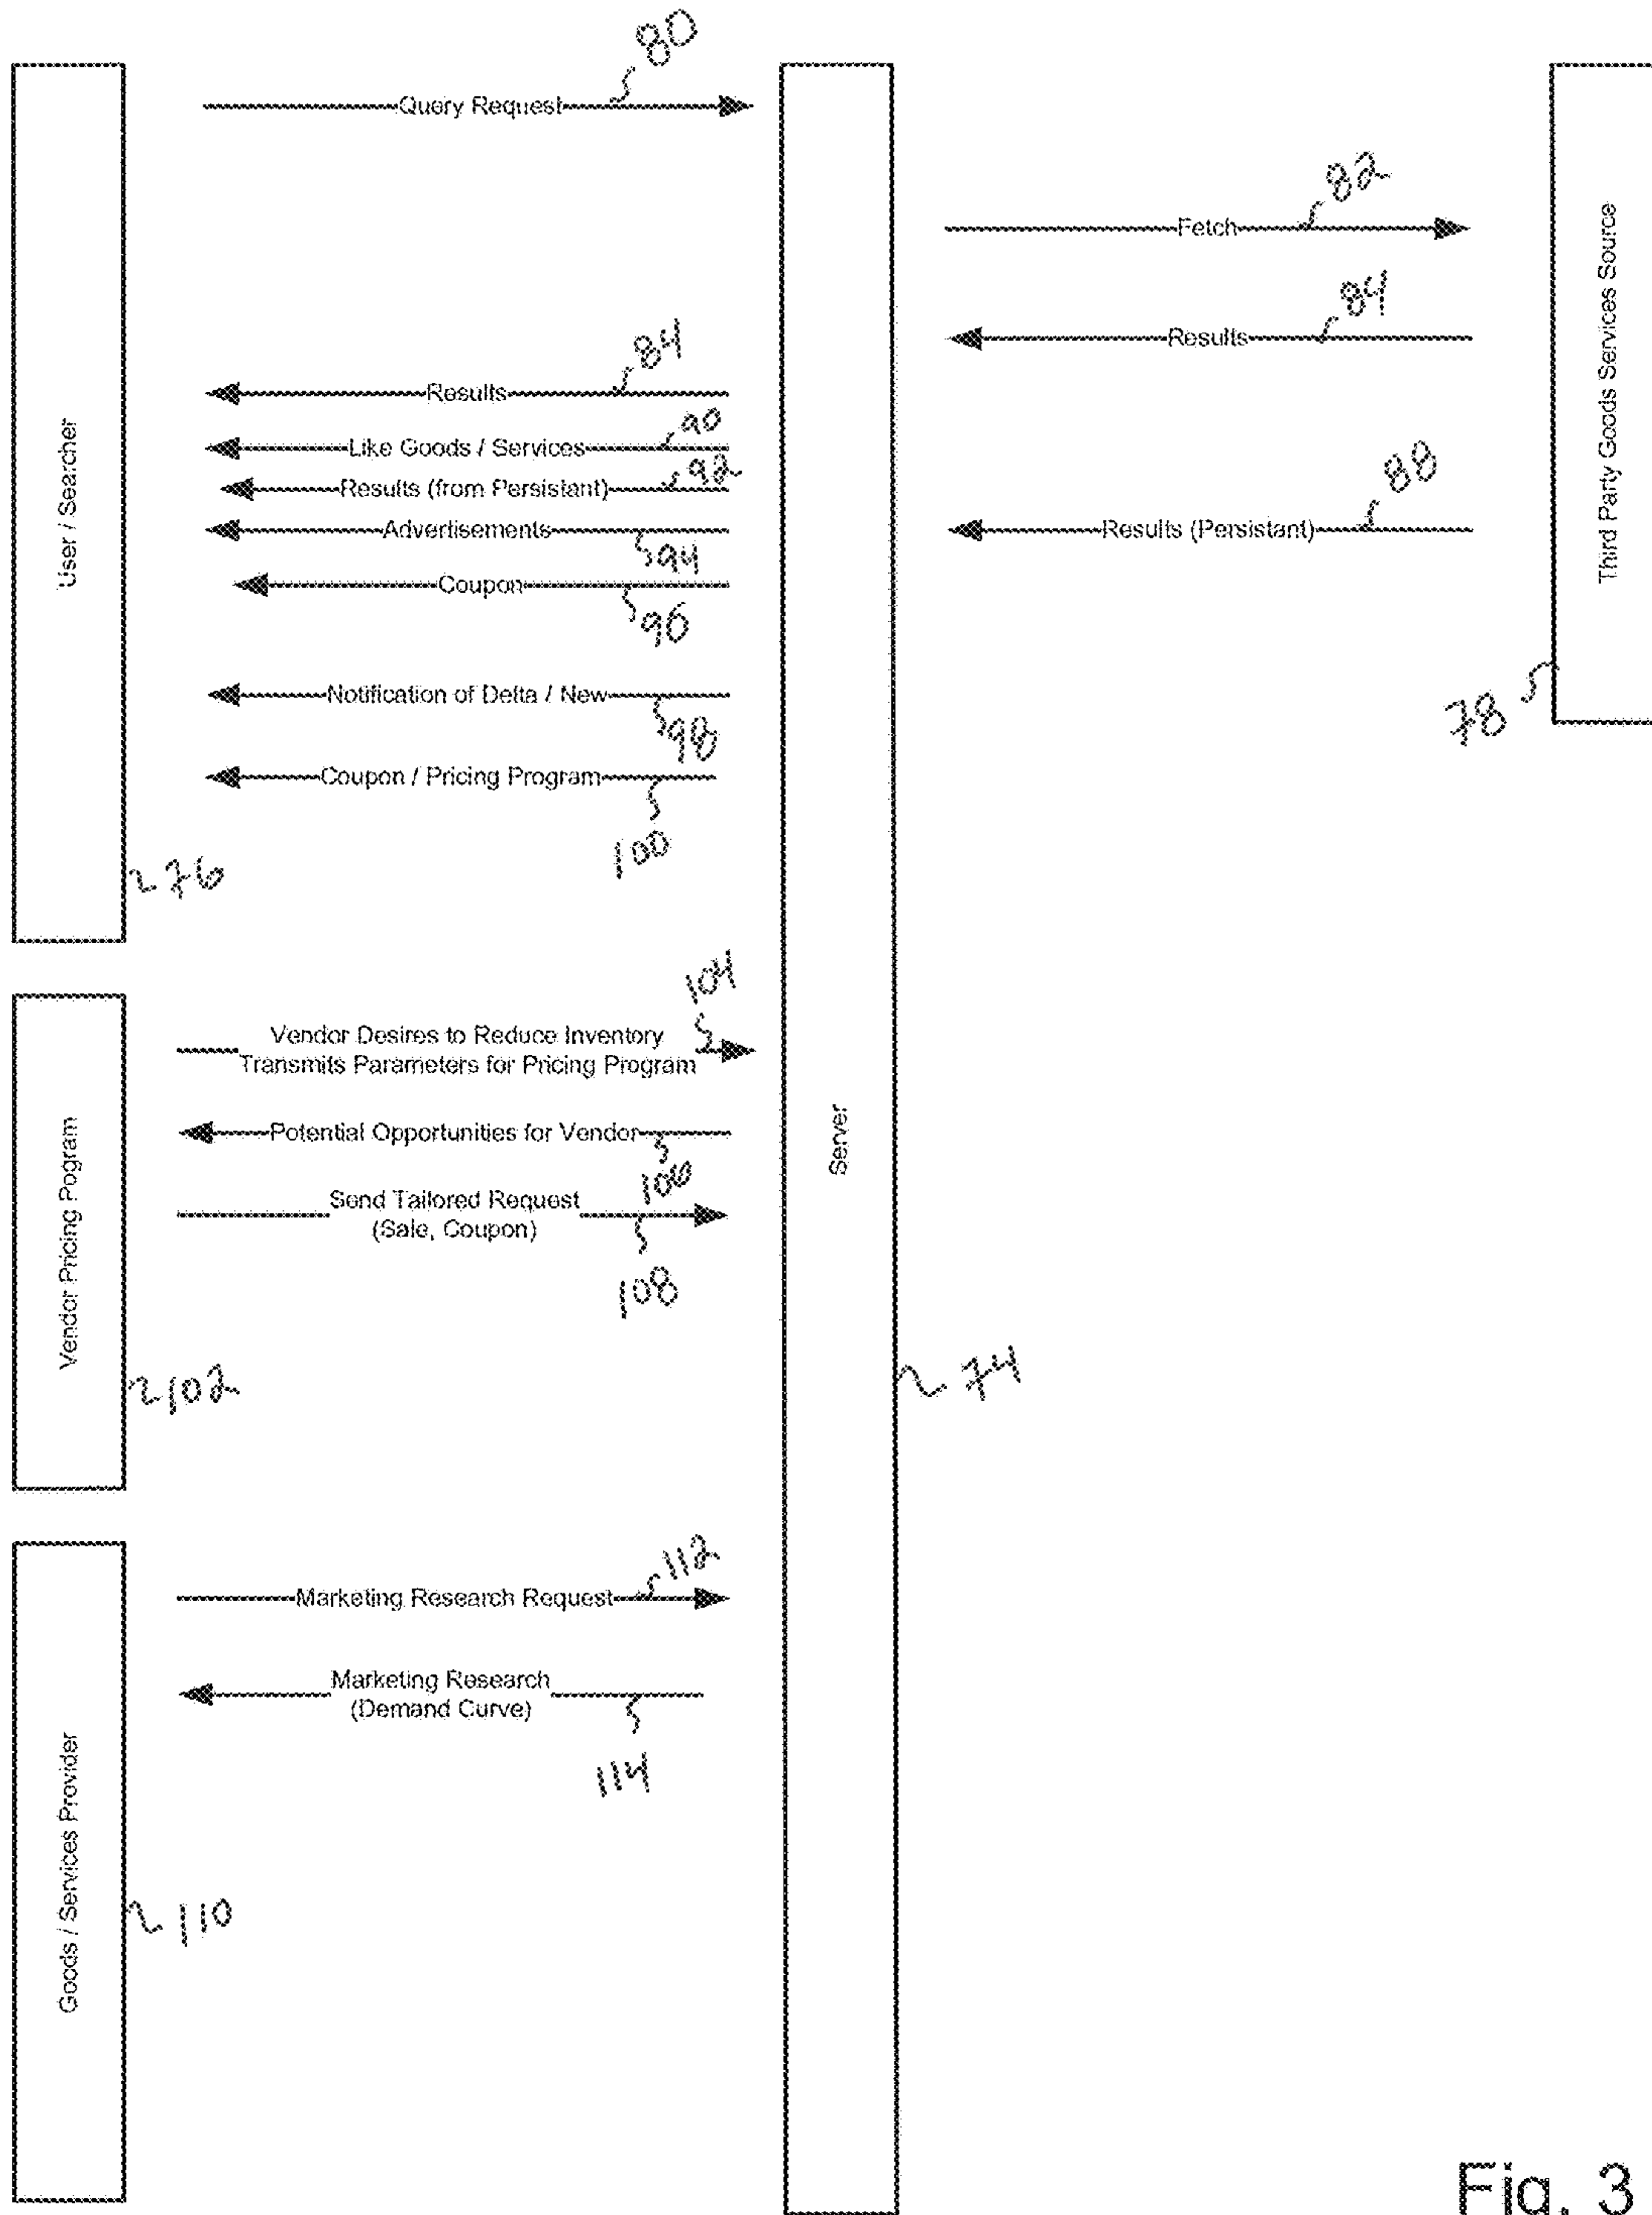 80
Query Request
82
Fetch
84
Results
84
Results
90
Like Goods / Services
92
Results (from Persistant)
88
Results (Persistant)
Advertisements
94
Coupon
96
Notification of Delta / New
98
Coupon / Pricing Program
100
User / Searcher
76
Third Party Goods Services Source
78
104
Vendor Desires to Reduce Inventory
Transmits Parameters for Pricing Program
Potential Opportunities for Vendor
106
Send Tailored Request
(Sale, Coupon)
108
Vendor Pricing Pogram
102
Server
74
112
Marketing Research Request
Marketing Research
(Demand Curve)
114
Goods / Services Provider
110
Fig. 3